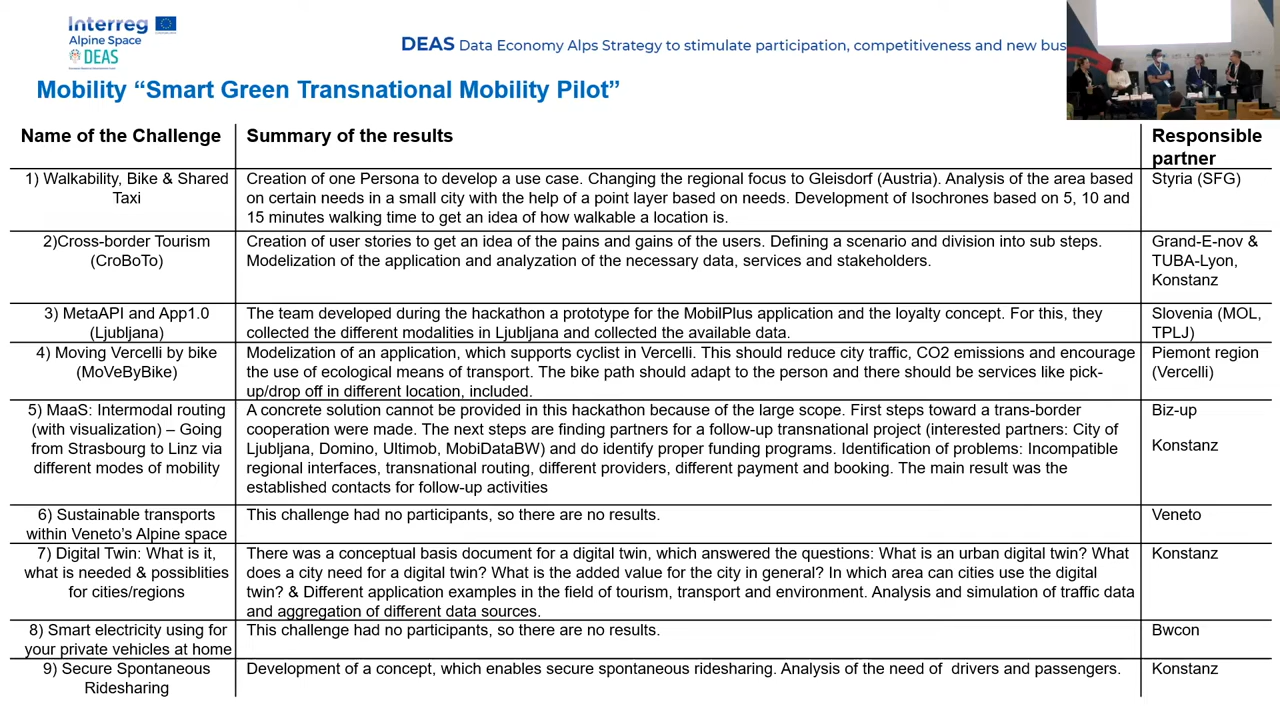 Interreg
Alpine Space
DEAS
DEAS Data Economy Alps Strategy to stimulate participation, competitiveness and new bus
Mobility “Smart Green Transnational Mobility Pilot”
Name of the Challenge
Summary of the results
Responsible
partner
1) Walkability, Bike & Shared
Taxi
Creation of one Persona to develop a use case. Changing the regional focus to Gleisdorf (Austria). Analysis of the area based
on certain needs in a small city with the help of a point layer based on needs. Development of Isochrones based on 5, 10 and
15 minutes walking time to get an idea of how walkable a location is.
Styria (SFG)
2)Cross-border Tourism
(CroBoTo)
Creation of user stories to get an idea of the pains and gains of the users. Defining a scenario and division into sub steps.
Modelization of the application and analyzation of the necessary data, services and stakeholders.
Grand-E-nov &
TUBA-Lyon,
Konstanz
3) MetaAPI and App1.0
(Ljubljana)
The team developed during the hackathon a prototype for the MobilPlus application and the loyalty concept. For this, they
collected the different modalities in Ljubljana and collected the available data.
Slovenia (MOL,
TPLJ)
4) Moving Vercelli by bike
(MoVeByBike)
Modelization of an application, which supports cyclist in Vercelli. This should reduce city traffic, CO2 emissions and encourage
the use of ecological means of transport. The bike path should adapt to the person and there should be services like pick-
up/drop off in different location, included.
Piemont region
(Vercelli)
5) MaaS: Intermodal routing
(with visualization) – Going
from Strasbourg to Linz via
different modes of mobility
A concrete solution cannot be provided in this hackathon because of the large scope. First steps toward a trans-border
cooperation were made. The next steps are finding partners for a follow-up transnational project (interested partners: City of
Ljubljana, Domino, Ultimob, MobiDataBW) and do identify proper funding programs. Identification of problems: Incompatible
regional interfaces, transnational routing, different providers, different payment and booking. The main result was the
established contacts for follow-up activities
Biz-up
Konstanz
6) Sustainable transports
within Veneto’s Alpine space
This challenge had no participants, so there are no results.
Veneto
7) Digital Twin: What is it,
what is needed & possiblities
for cities/regions
There was a conceptual basis document for a digital twin, which answered the questions: What is an urban digital twin? What
does a city need for a digital twin? What is the added value for the city in general? In which area can cities use the digital
twin? & Different application examples in the field of tourism, transport and environment. Analysis and simulation of traffic data
and aggregation of different data sources.
Konstanz
8) Smart electricity using for
your private vehicles at home
This challenge had no participants, so there are no results.
Bwcon
9) Secure Spontaneous
Ridesharing
Development of a concept, which enables secure spontaneous ridesharing. Analysis of the need of drivers and passengers.
Konstanz